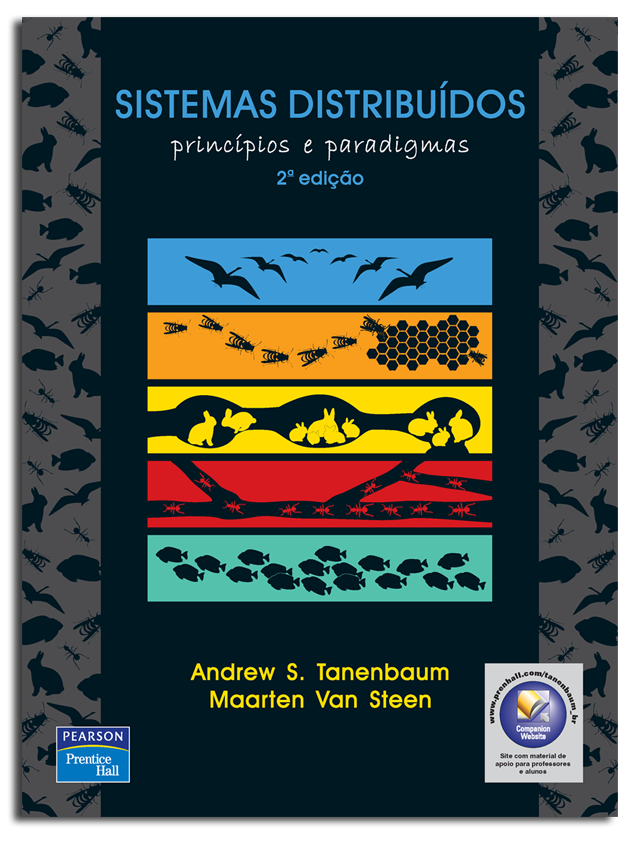 SISTEMAS DISTRIBUÍDOS
princípios e paradigmas
2ª edição
Andrew S. Tanenbaum
Maarten Van Steen
PEARSON
Prentice
Hall
www.prenhall.com/tanenbaum_br
Companion
Website
Site com material de
apoio para professores
e alunos